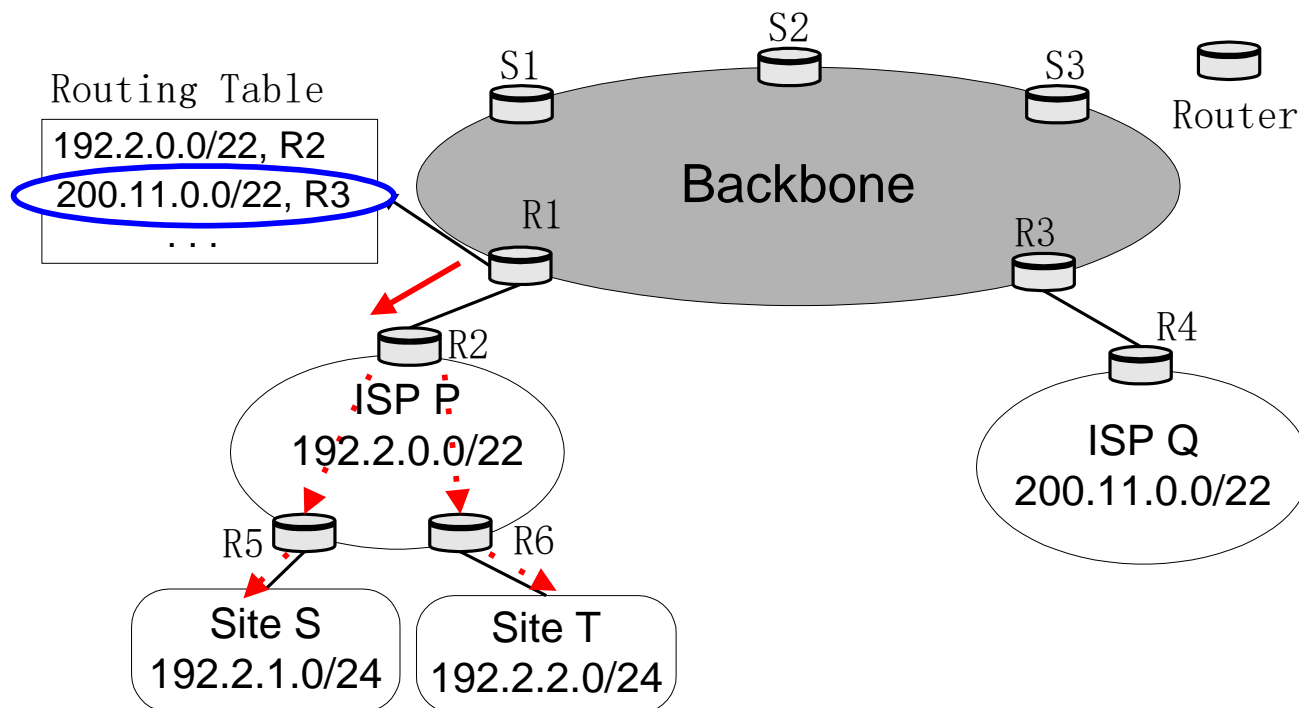 S2
S1
S3
Routing Table
Router
192.2.0.0/22, R2
200.11.0.0/22, R3
. . .
Backbone
R1
R3
R2
R4
ISP P
192.2.0.0/22
ISP Q
200.11.0.0/22
R5
R6
Site S
192.2.1.0/24
Site T
192.2.2.0/24